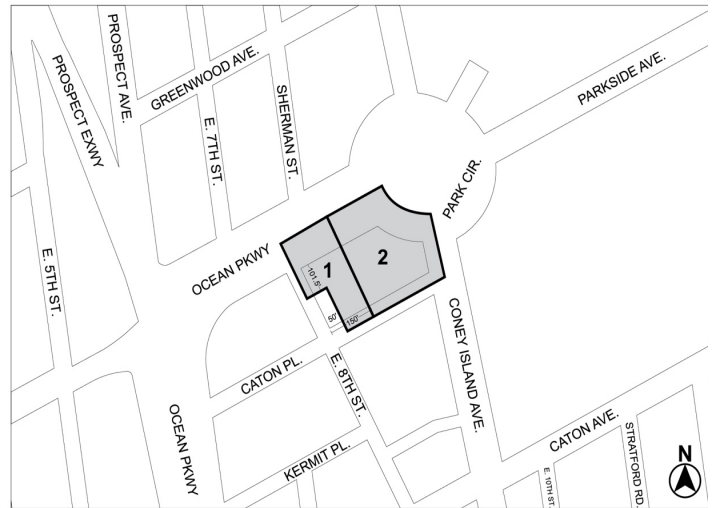 PROSPECT EXWY
PROSPECT AVE.
GREENWOOD AVE.
E. 7TH ST.
SHERMAN ST.
PARKSIDE AVE.
PARK CIR.
E. 5TH ST.
OCEAN PKWY
1
2
101.5'
50'
150'
CATON PL.
E. 8TH ST.
CONEY ISLAND AVE.
OCEAN PKWY
KERMIT PL.
CATON AVE.
E. 10TH ST.
STRATFORD RD.
N